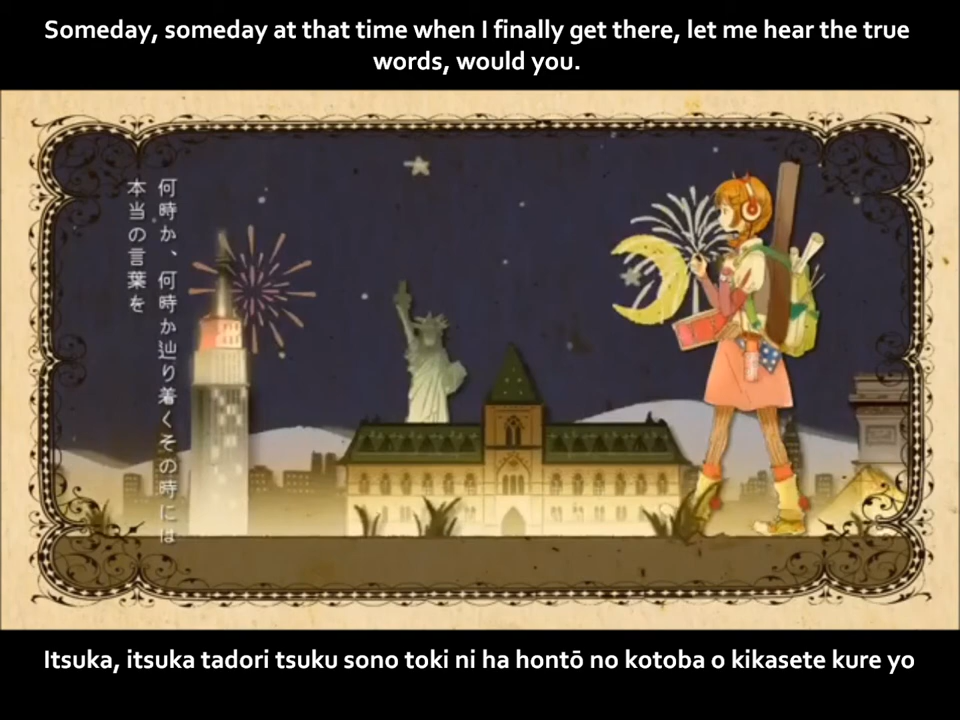 Someday, someday at that time when I finally get there, let me hear the true
words, would you.
何時か、何時か辿り着くその時には
本当の言葉を
Itsuka, itsuka tadori tsuku sono toki ni ha hontō no kotoba o kikasete kure yo